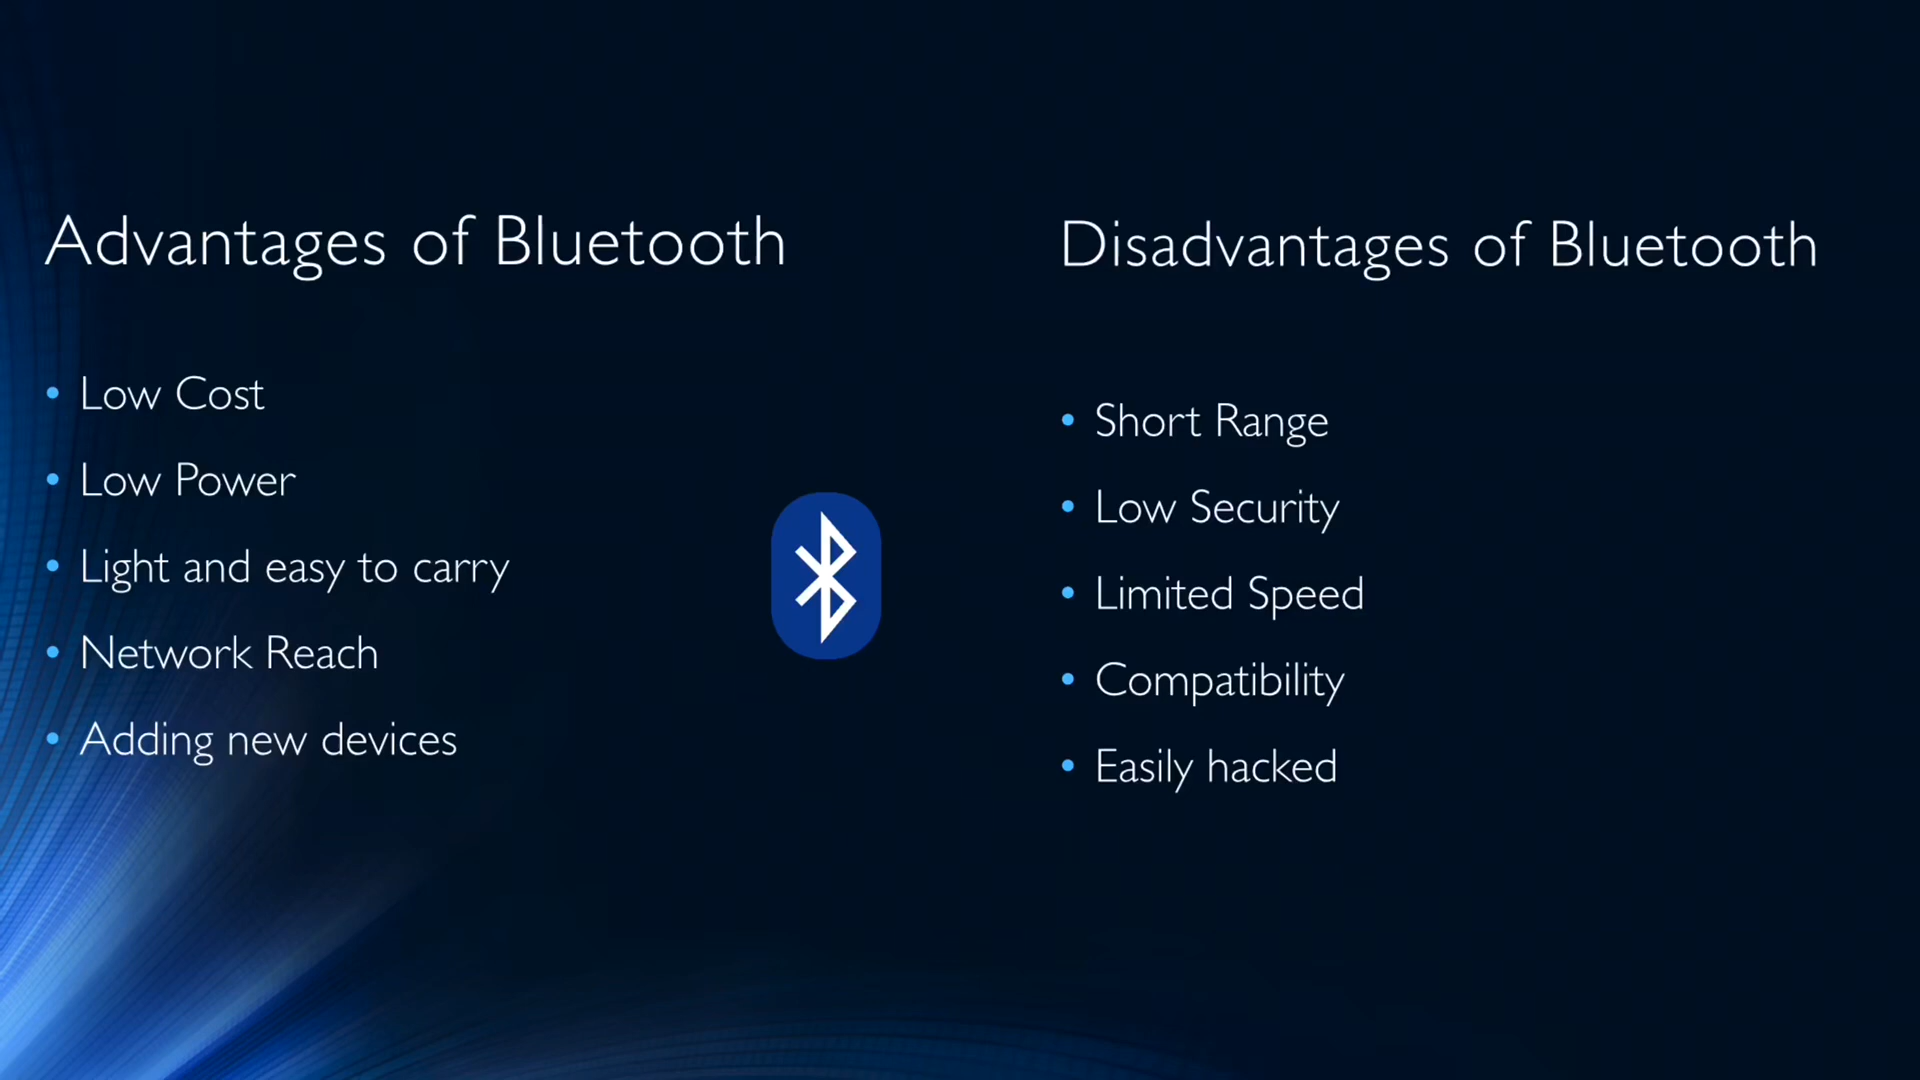 Advantages of Bluetooth
• Low Cost
• Low Power
• Light and easy to carry
• Network Reach
• Adding new devices
Disadvantages of Bluetooth
• Short Range
• Low Security
• Limited Speed
• Compatibility
• Easily hacked